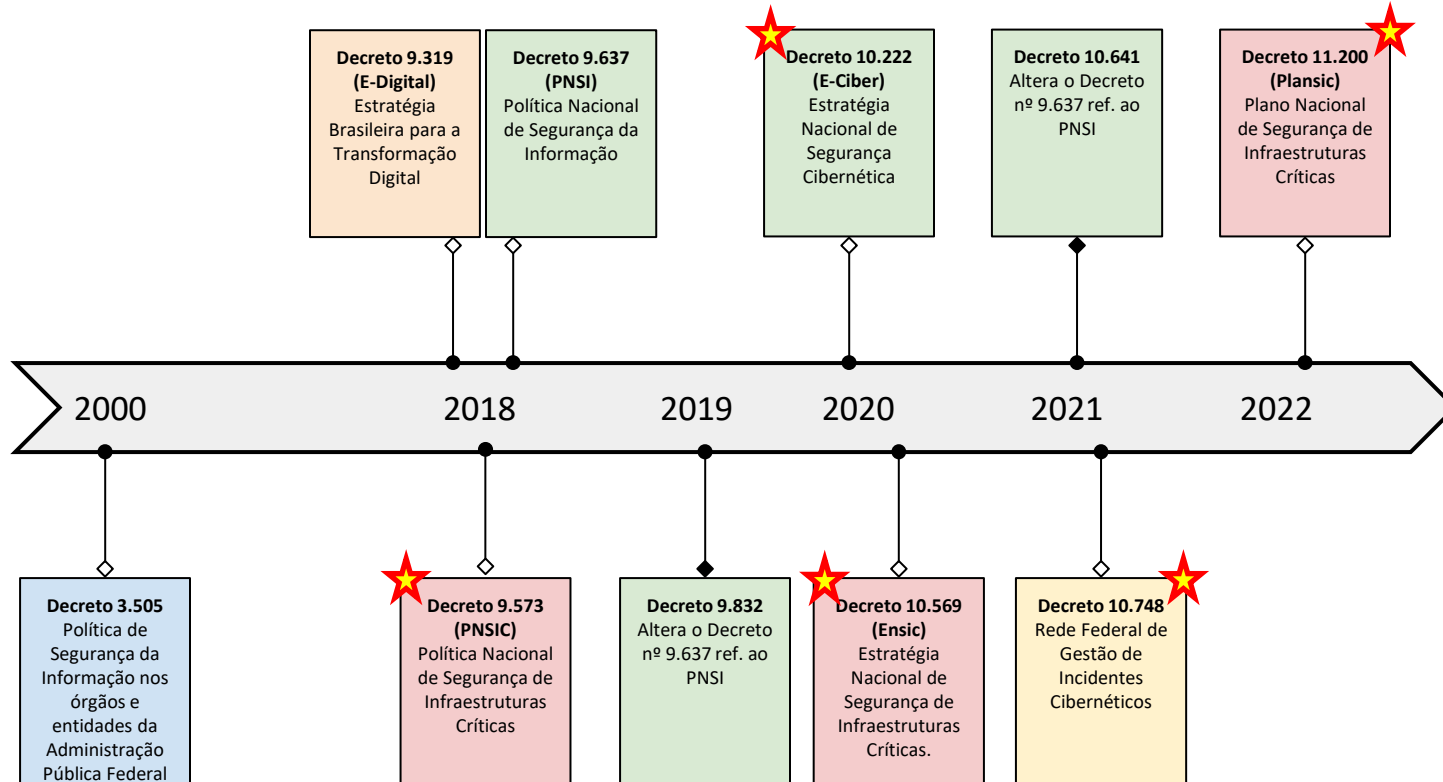 Decreto 9.319
(E-Digital)
Estratégia
Brasileira para a
Transformação
Digital
Decreto 9.637
(PNSI)
Política Nacional
de Segurança da
Informação
Decreto 10.222
(E-Ciber)
Estratégia
Nacional de
Segurança
Cibernética
Decreto 10.641
Altera o Decreto
nº 9.637 ref. ao
PNSI
Decreto 11.200
(Plansic)
Plano Nacional
de Segurança de
Infraestruturas
Críticas
2000
2018
2019
2020
2021
2022
Decreto 3.505
Política de
Segurança da
Informação nos
órgãos e
entidades da
Administração
Pública Federal
Decreto 9.573
(PNSIC)
Política Nacional
de Segurança de
Infraestruturas
Críticas
Decreto 9.832
Altera o Decreto
nº 9.637 ref. ao
PNSI
Decreto 10.569
(Ensic)
Estratégia
Nacional de
Segurança de
Infraestruturas
Críticas.
Decreto 10.748
Rede Federal de
Gestão de
Incidentes
Cibernéticos